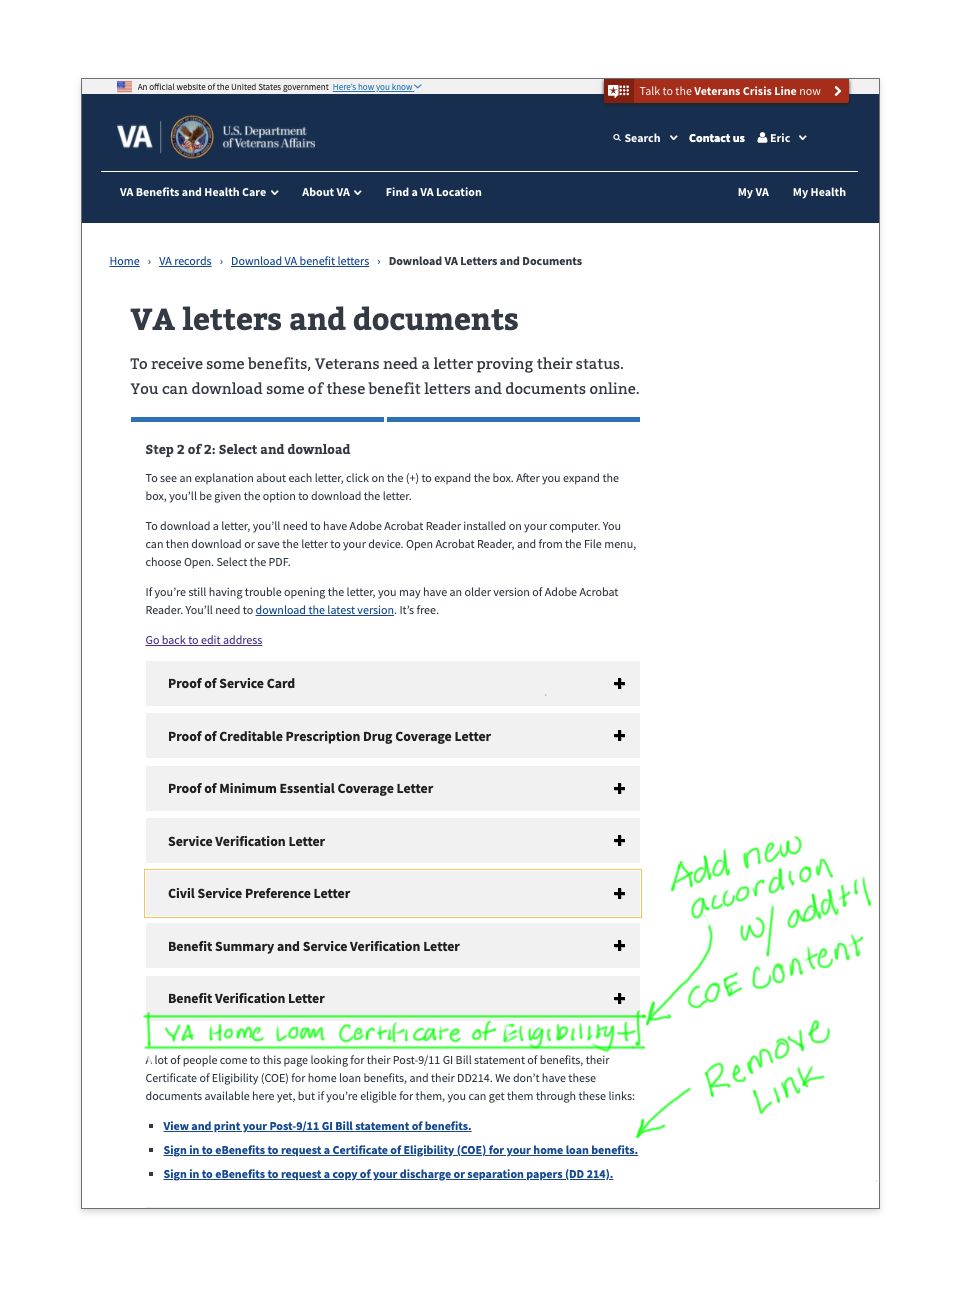 An official website of the United States government Here's how you know
Talk to the Veterans Crisis Line now
VA
U.S. Department
of Veterans Affairs
Search Contact us Eric
VA Benefits and Health Care About VA Find a VA Location My VA My Health
Home › VA records › Download VA benefit letters › Download VA Letters and Documents
VA letters and documents
To receive some benefits, Veterans need a letter proving their status.
You can download some of these benefit letters and documents online.
Step 2 of 2: Select and download
To see an explanation about each letter, click on the (+) to expand the box. After you expand the
box, you'll be given the option to download the letter.
To download a letter, you'll need to have Adobe Acrobat Reader installed on your computer. You
can then download or save the letter to your device. Open Acrobat Reader, and from the File menu,
choose Open. Select the PDF.
If you're still having trouble opening the letter, you may have an older version of Adobe Acrobat
Reader. You'll need to download the latest version. It's free.
Go back to edit address
Proof of Service Card
Proof of Creditable Prescription Drug Coverage Letter
Proof of Minimum Essential Coverage Letter
Service Verification Letter
Civil Service Preference Letter
Benefit Summary and Service Verification Letter
Benefit Verification Letter
VA Home Loan Certificate of Eligibility +
Add new
accordion
w/ addt'l
COE Content
A lot of people come to this page looking for their Post-9/11 GI Bill statement of benefits, their
Certificate of Eligibility (COE) for home loan benefits, and their DD214. We don't have these
documents available here yet, but if you're eligible for them, you can get them through these links:
Remove
Link
View and print your Post-9/11 GI Bill statement of benefits.
Sign in to eBenefits to request a Certificate of Eligibility (COE) for your home loan benefits.
Sign in to eBenefits to request a copy of your discharge or separation papers (DD 214).